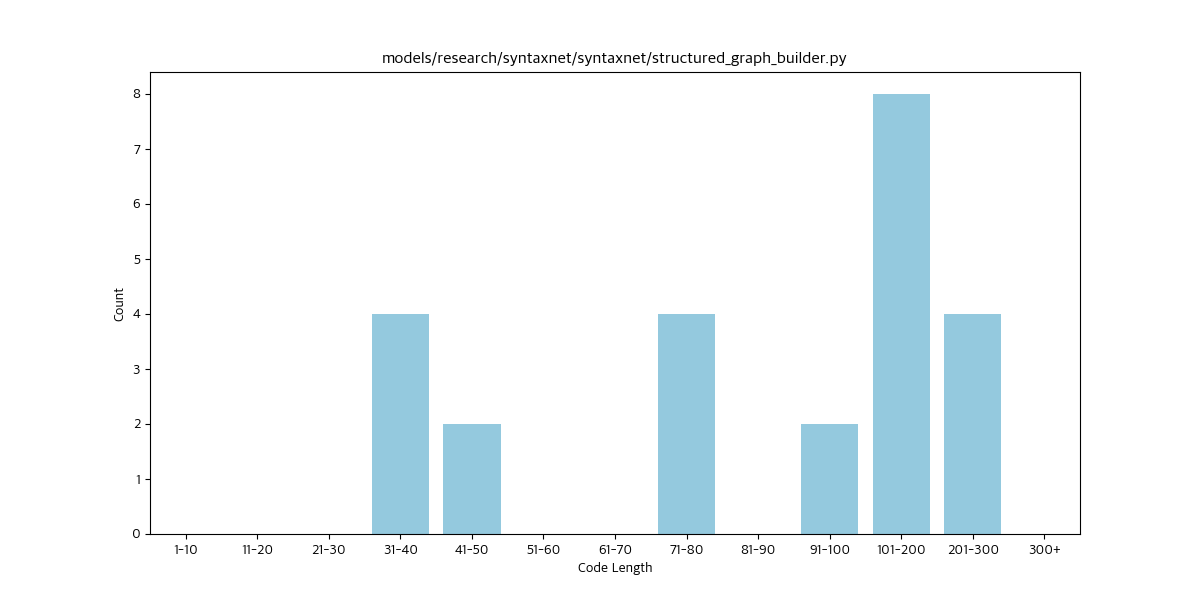 models/research/syntaxnet/syntaxnet/structured_graph_builder.py
8
7
6
5
4
3
2
1
0
Count
1-10 11-20 21-30 31-40 41-50 51-60 61-70 71-80 81-90 91-100 101-200 201-300 300+
Code Length